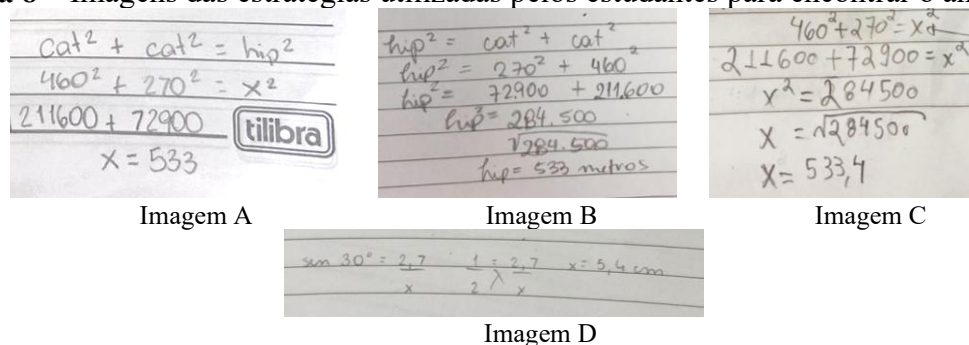 Imagens das estratégias utilizadas pelos estudantes para encontrar o
cat² + cat² = hip²
460² + 270² = x²
211600 + 72900
tilibra
x = 533
Imagem A
hip² = cat² + cat²
hip² = 270² + 460²
hip² = 72900 + 211.600
hip² = 284.500
√284.500
hip = 533 metros
Imagem B
460² + 270² = x²
211600 + 72900 = x²
x² = 284500
x = √284500
x = 533,4
Imagem C
sen 30° = 2,7/x 1/2 = 2,7/x x = 5,4 cm
Imagem D